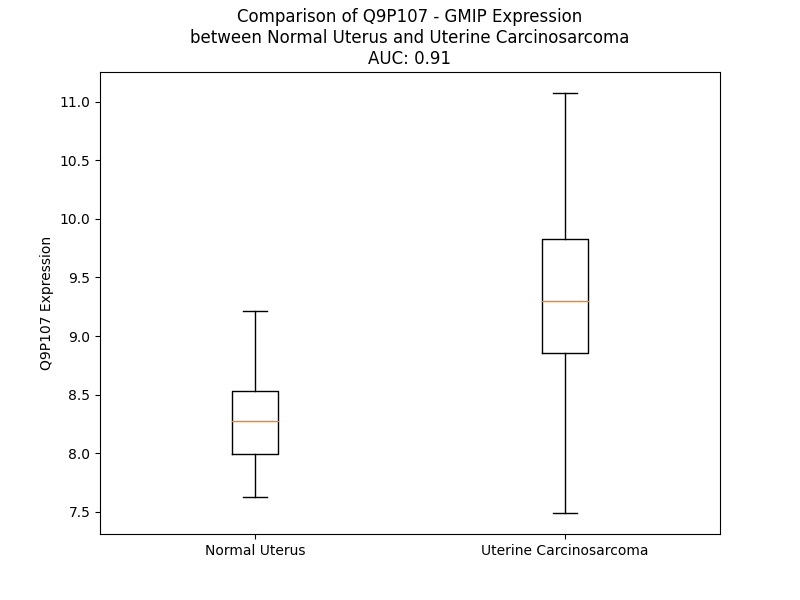 Comparison of Q9P107 - GMIP Expression
between Normal Uterus and Uterine Carcinosarcoma
AUC: 0.91
11.0
10.5
10.0
9.5
9.0
8.5
8.0
7.5
Q9P107 Expression
Normal Uterus
Uterine Carcinosarcoma